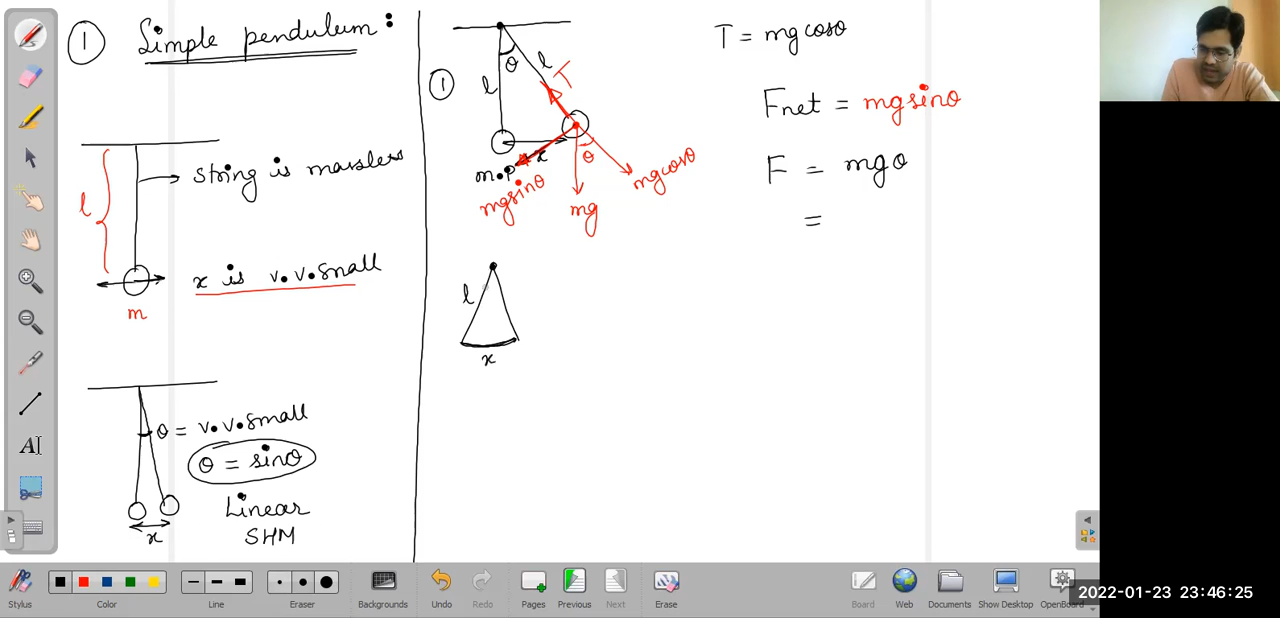 ① Simple pendulum:
l
string is massless
x is v.v. small
m
θ = v.v. small
θ = sinθ
Linear
SHM
x
①
θ
l
l
T
x
m.p
θ
mgsinθ
mg
mgcosθ
l
x
T = mgcosθ
Fnet = mgsinθ
F = mgθ
=
Stylus
Color
Line
Eraser
Backgrounds
Undo
Redo
Pages
Previous
Next
Erase
Board
Web
Documents
Show Desktop
OpenBoard
2022-01-23 23:46:25